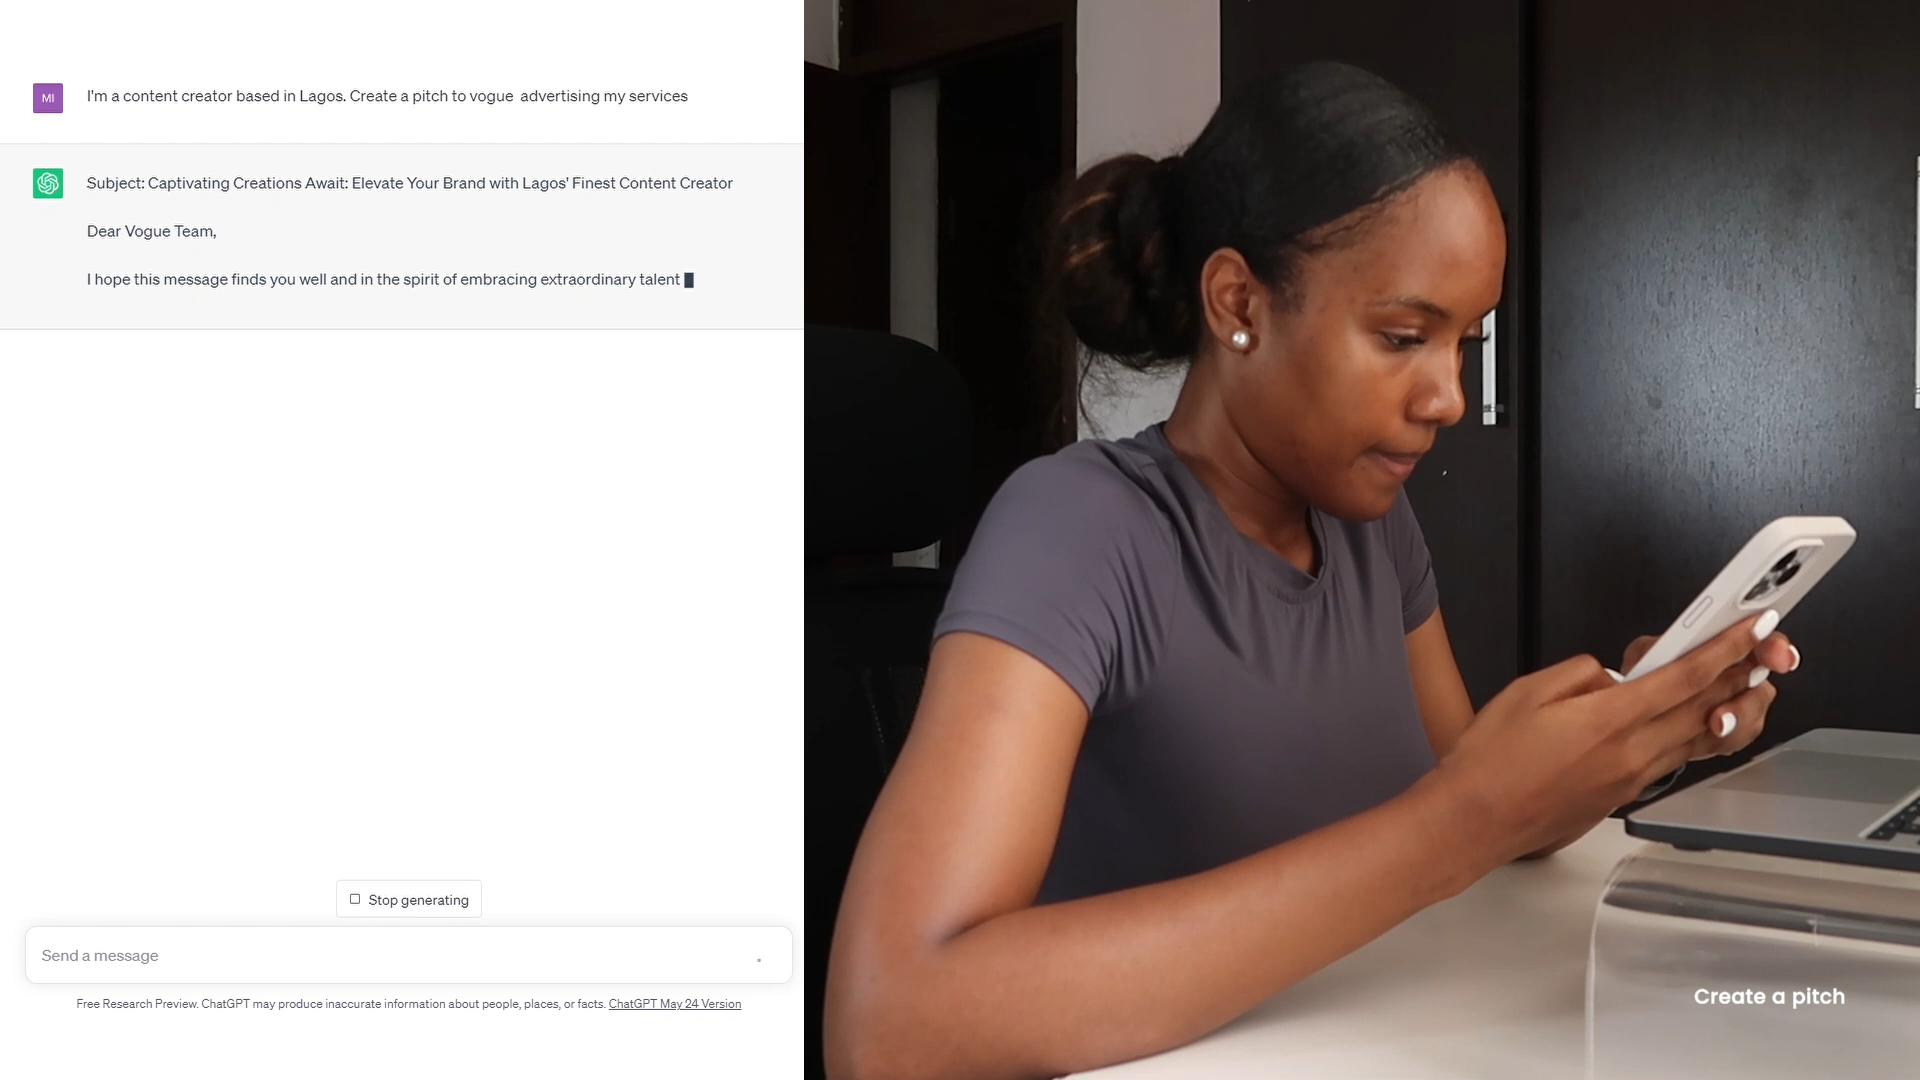 MI
I'm a content creator based in Lagos. Create a pitch to vogue  advertising my services
Subject: Captivating Creations Await: Elevate Your Brand with Lagos' Finest Content Creator
Dear Vogue Team,
I hope this message finds you well and in the spirit of embracing extraordinary talent
Stop generating
Send a message
Free Research Preview. ChatGPT may produce inaccurate information about people, places, or facts. ChatGPT May 24 Version
Create a pitch